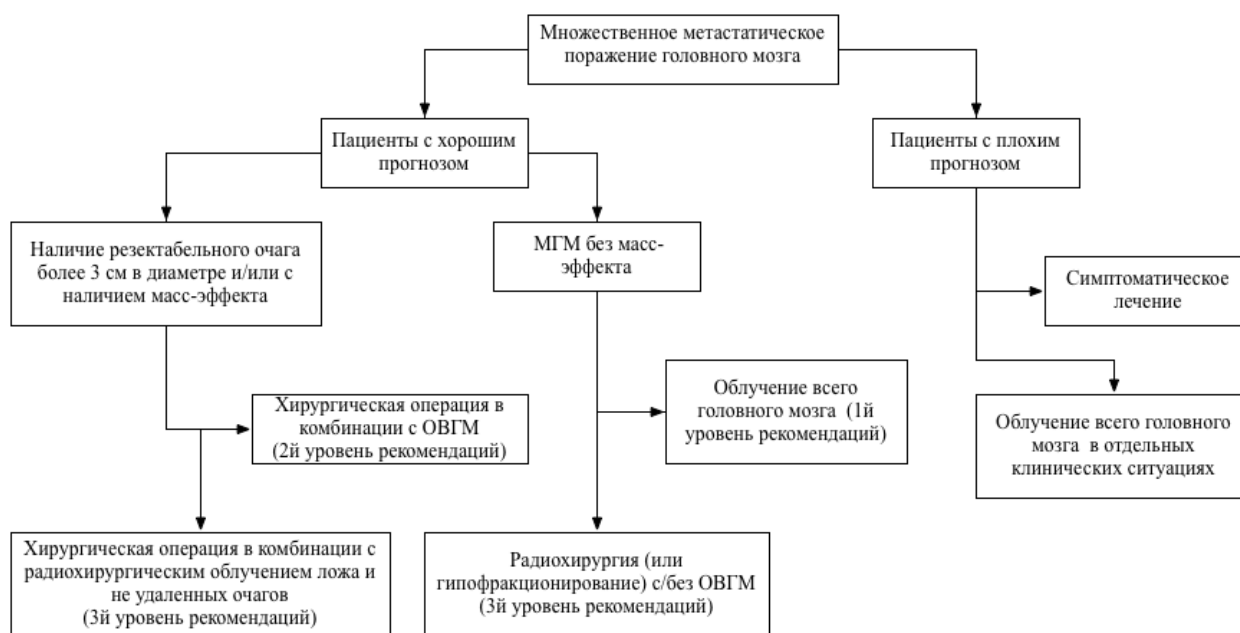 Множественное метастатическое
поражение головного мозга
Пациенты с хорошим
прогнозом
Пациенты с плохим
прогнозом
Наличие резектабельного очага
более 3 см в диаметре и/или с
наличием масс-эффекта
МГМ без масс-
эффекта
Симптоматическое
лечение
Хирургическая операция в
комбинации с ОВГМ
(2й уровень рекомендаций)
Облучение всего
головного мозга (1й
уровень рекомендаций)
Облучение всего головного
мозга в отдельных
клинических ситуациях
Хирургическая операция в комбинации с
радиохирургическим облучением ложа и
не удаленных очагов
(3й уровень рекомендаций)
Радиохирургия (или
гипофракционирование) с/без ОВГМ
(3й уровень рекомендаций)